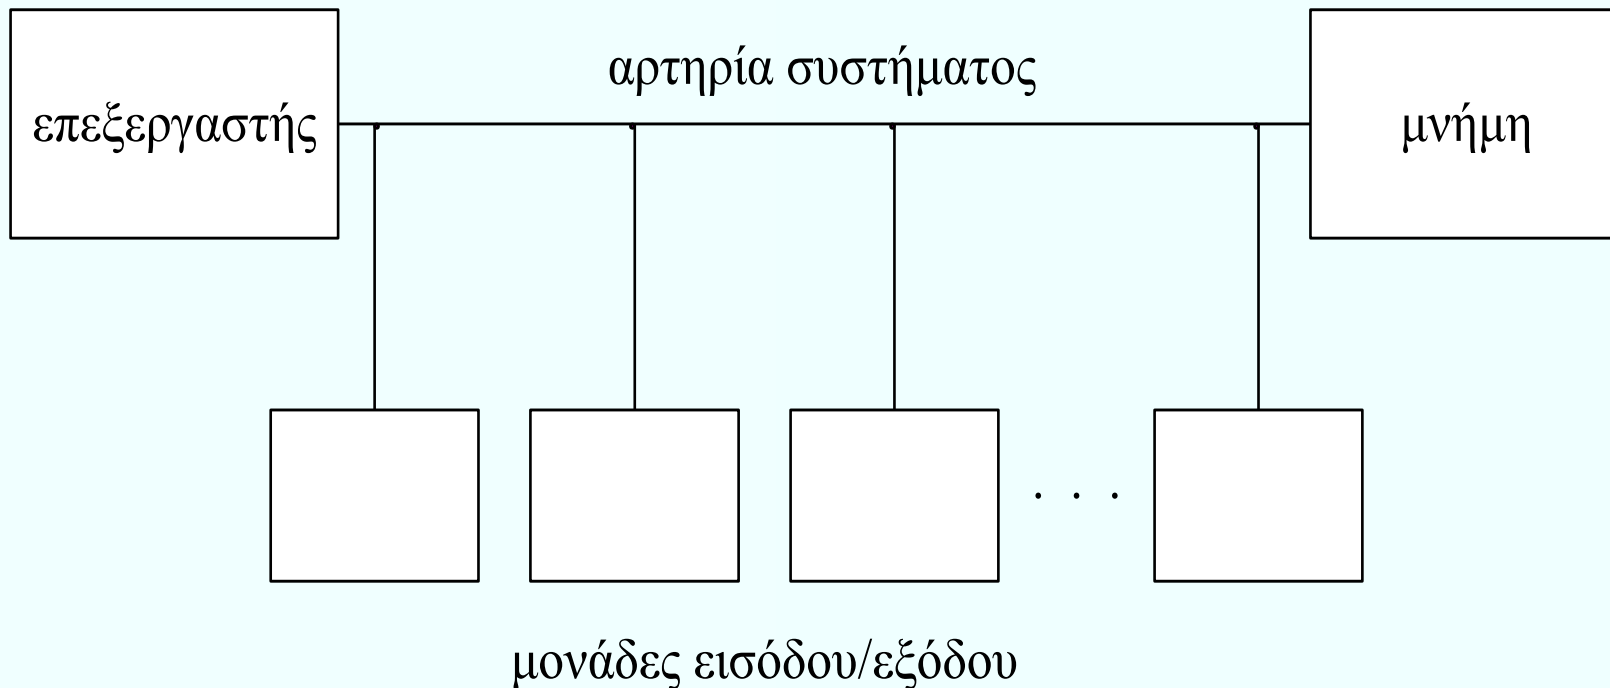 αρτηρία συστήματος
επεξεργαστής
μνήμη
. . .
μονάδες εισόδου/εξόδου